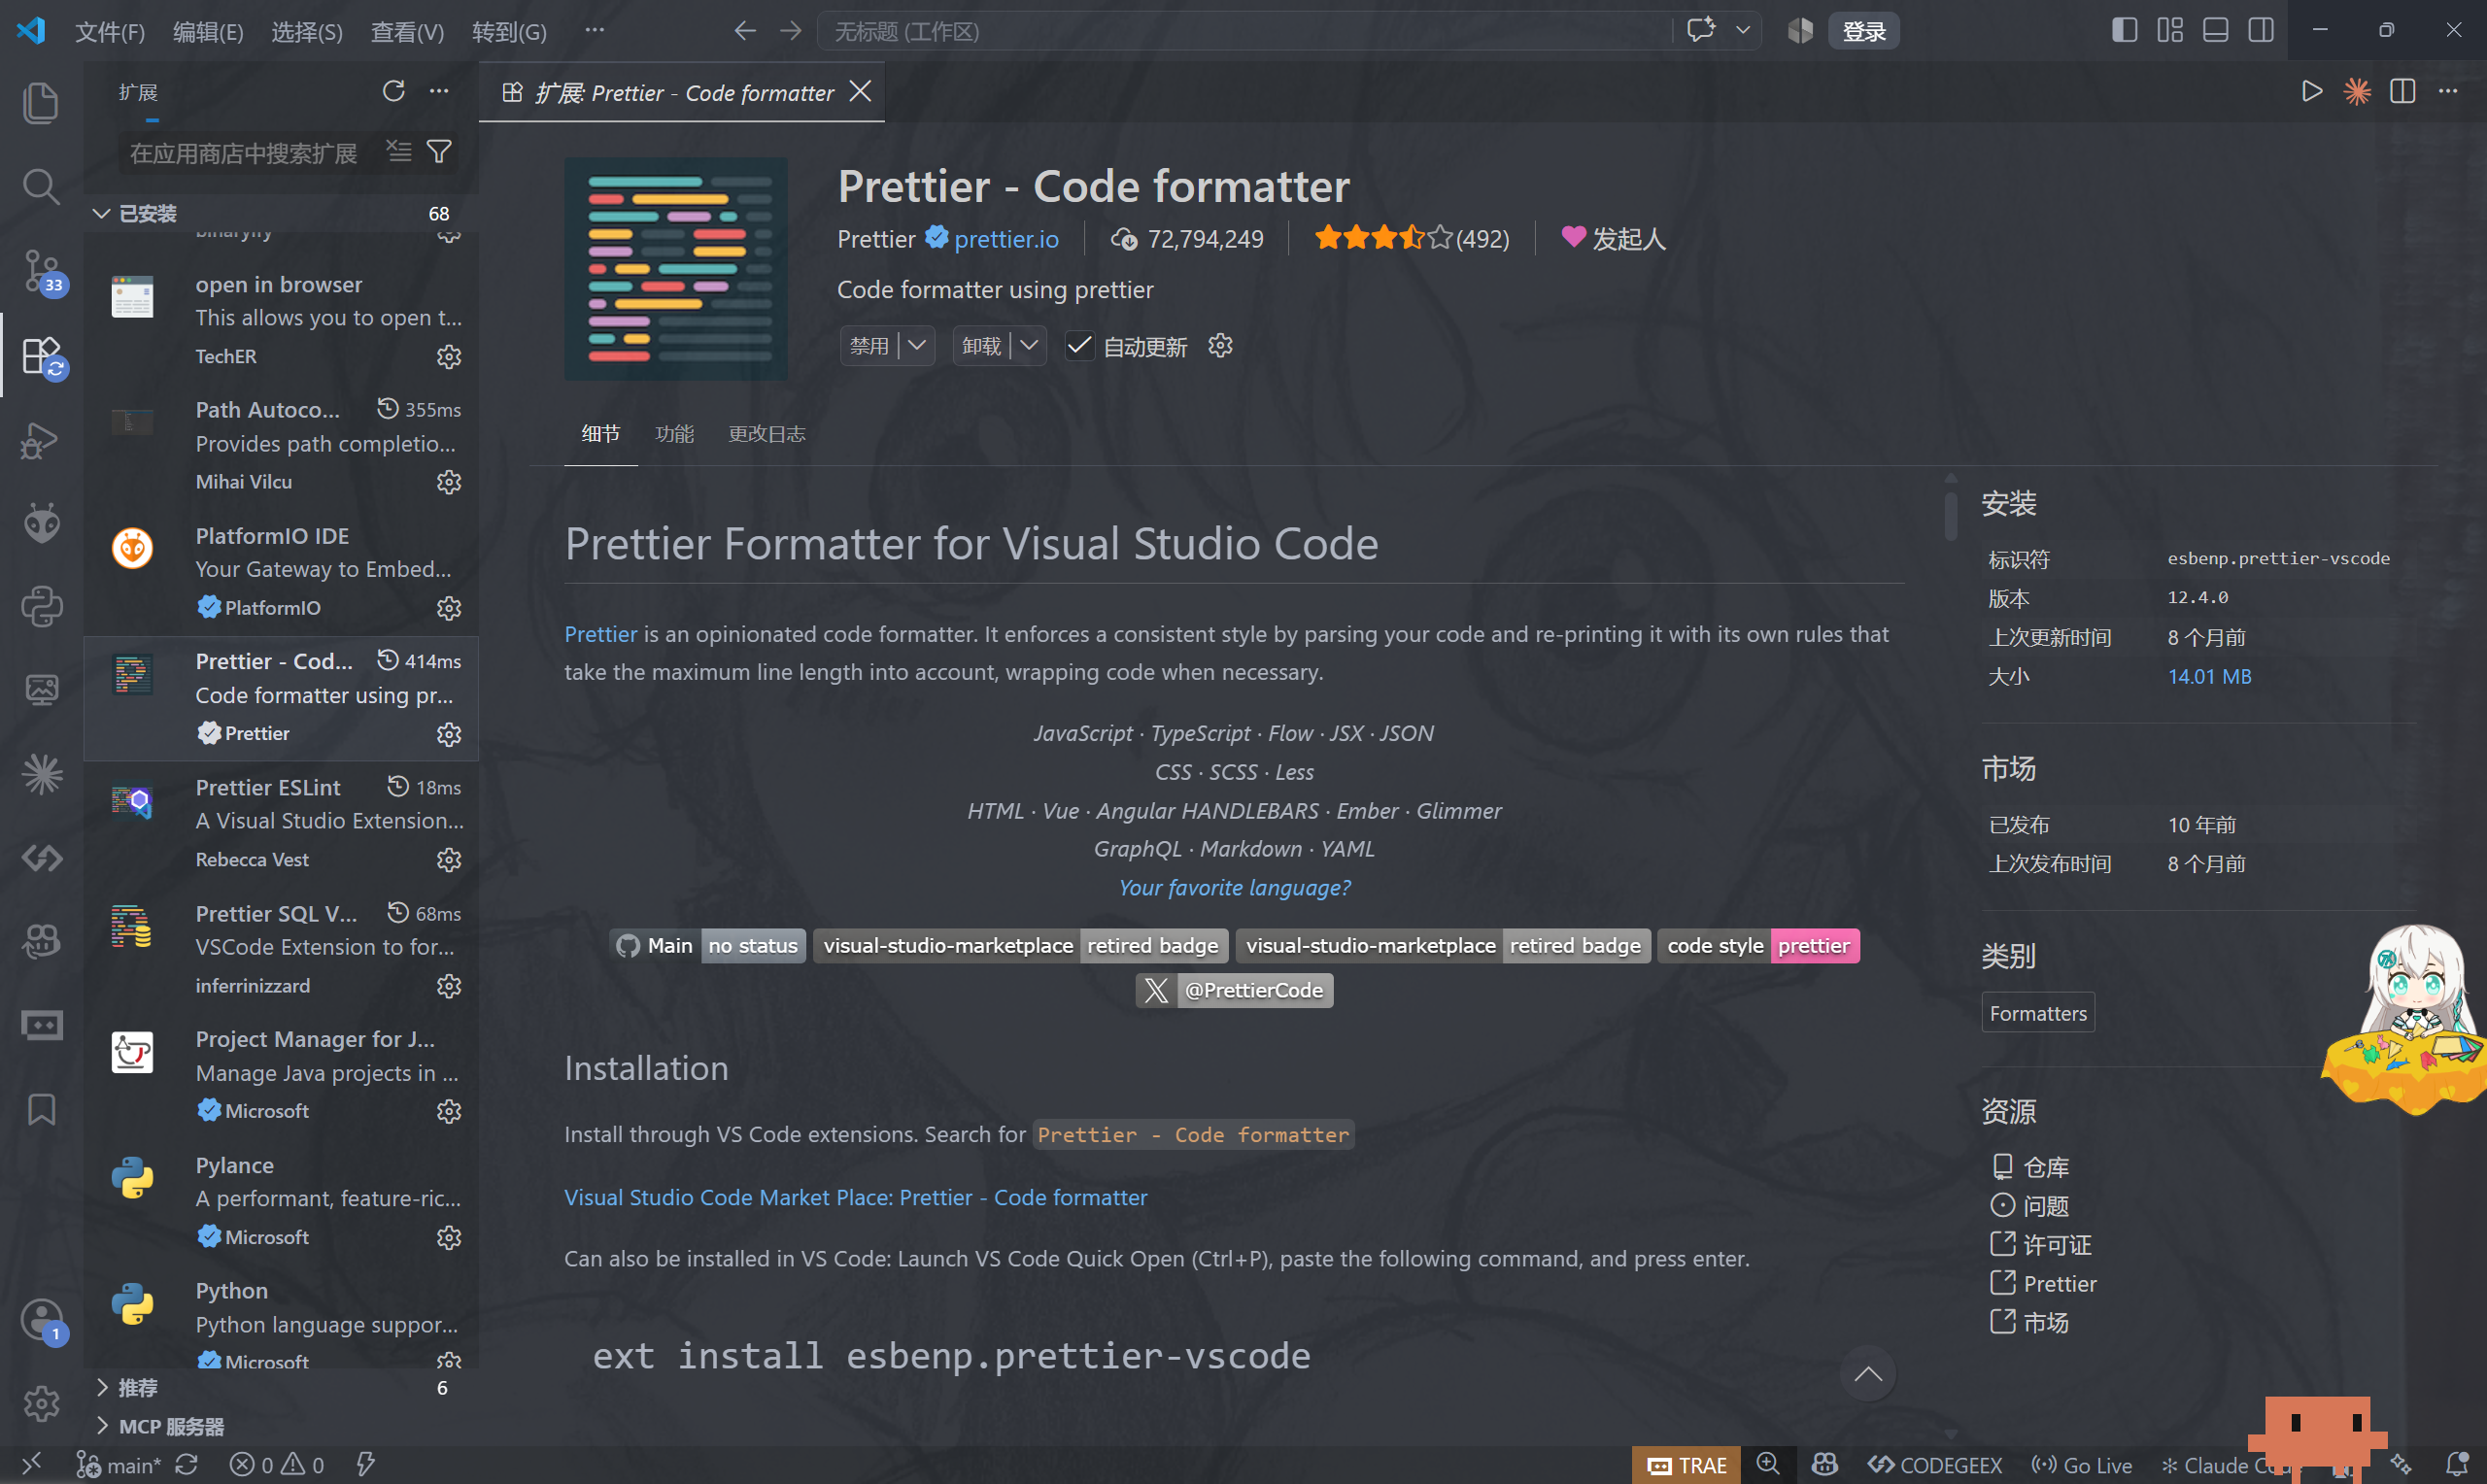 文件(F) 编辑(E) 选择(S) 查看(V) 转到(G) ··· 无标题 (工作区) 登录
扩展
在应用商店中搜索扩展
已安装 68
open in browser
This allows you to open t...
TechER
Path Autoco... 355ms
Provides path completio...
Mihai Vilcu
PlatformIO IDE
Your Gateway to Embed...
PlatformIO
Prettier - Cod... 414ms
Code formatter using pr...
Prettier
Prettier ESLint 18ms
A Visual Studio Extension...
Rebecca Vest
Prettier SQL V... 68ms
VSCode Extension to for...
inferrinizzard
Project Manager for J...
Manage Java projects in ...
Microsoft
Pylance
A performant, feature-ric...
Microsoft
Python
Python language suppor...
Microsoft
推荐 6
MCP 服务器
33
1
扩展: Prettier - Code formatter
Prettier - Code formatter
Prettier prettier.io 72,794,249 (492) 发起人
Code formatter using prettier
禁用 卸载 自动更新
细节 功能 更改日志
Prettier Formatter for Visual Studio Code
Prettier is an opinionated code formatter. It enforces a consistent style by parsing your code and re-printing it with its own rules that
take the maximum line length into account, wrapping code when necessary.
JavaScript · TypeScript · Flow · JSX · JSON
CSS · SCSS · Less
HTML · Vue · Angular HANDLEBARS · Ember · Glimmer
GraphQL · Markdown · YAML
Your favorite language?
Main no status visual-studio-marketplace retired badge visual-studio-marketplace retired badge code style prettier
@PrettierCode
Installation
Install through VS Code extensions. Search for Prettier - Code formatter
Visual Studio Code Market Place: Prettier - Code formatter
Can also be installed in VS Code: Launch VS Code Quick Open (Ctrl+P), paste the following command, and press enter.
ext install esbenp.prettier-vscode
安装
标识符 esbenp.prettier-vscode
版本 12.4.0
上次更新时间 8 个月前
大小 14.01 MB
市场
已发布 10 年前
上次发布时间 8 个月前
类别
Formatters
资源
仓库
问题
许可证
Prettier
市场
main* 0 0 TRAE CODEGEEX Go Live Claude